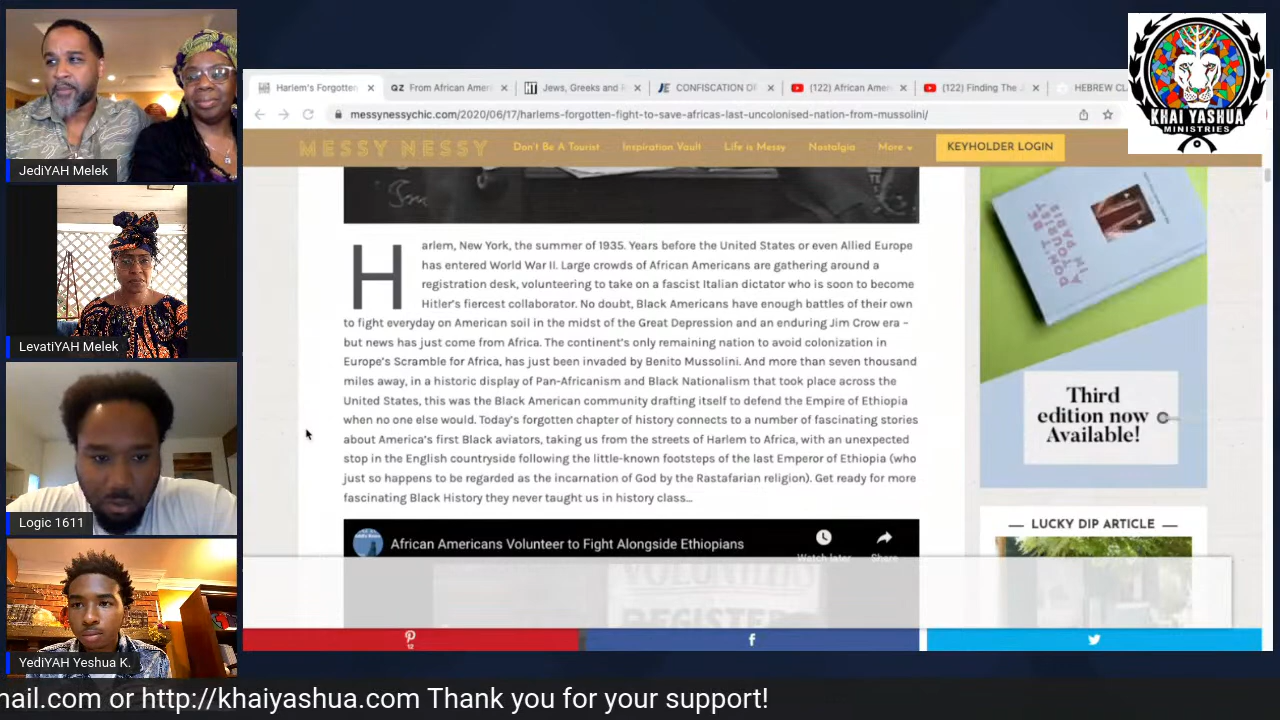 JediYAH Melek
LevatiYAH Melek
Logic 1611
YediYAH Yeshua K.
KHAI YASHUA
MINISTRIES
Harlem's Forgotten
QZ From African Amer
HT Jews, Greeks and
JE CONFISCATION OF
(122) African Amer
(122) Finding The
HEBREW CL
messynessychic.com/2020/06/17/harlems-forgotten-fight-to-save-africas-last-uncolonised-nation-from-mussolini/
MESSY NESSY
Don't Be A Tourist
Inspiration Vault
Life is Messy
Nostalgia
More
KEYHOLDER LOGIN
Harlem, New York, the summer of 1935. Years before the United States or even Allied Europe
has entered World War II. Large crowds of African Americans are gathering around a
registration desk, volunteering to take on a fascist Italian dictator who is soon to become
Hitler's fiercest collaborator. No doubt, Black Americans have enough battles of their own
to fight everyday on American soil in the midst of the Great Depression and an enduring Jim Crow era –
but news has just come from Africa. The continent's only remaining nation to avoid colonization in
Europe's Scramble for Africa, has just been invaded by Benito Mussolini. And more than seven thousand
miles away, in a historic display of Pan-Africanism and Black Nationalism that took place across the
United States, this was the Black American community drafting itself to defend the Empire of Ethiopia
when no one else would. Today's forgotten chapter of history connects to a number of fascinating stories
about America's first Black aviators, taking us from the streets of Harlem to Africa, with an unexpected
stop in the English countryside following the little-known footsteps of the last Emperor of Ethiopia (who
just so happens to be regarded as the incarnation of God by the Rastafarian religion). Get ready for more
fascinating Black History they never taught us in history class...
African Americans Volunteer to Fight Alongside Ethiopians
Watch later
Share
REGISTER
DON'T BE A
TOURIST
IN PARIS
Third
edition now
Available!
LUCKY DIP ARTICLE
12
mail.com or http://khaiyashua.com Thank you for your support!